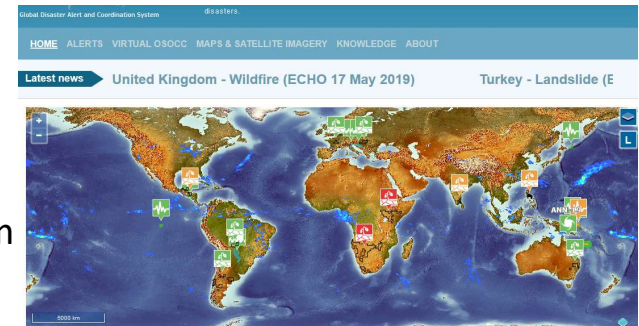 disasters.
Global Disaster Alert and Coordination System
HOME ALERTS VIRTUAL OSOCC MAPS & SATELLITE IMAGERY KNOWLEDGE ABOUT
Latest news United Kingdom - Wildfire (ECHO 17 May 2019) Turkey - Landslide (E
+
−
L
m
5000 km